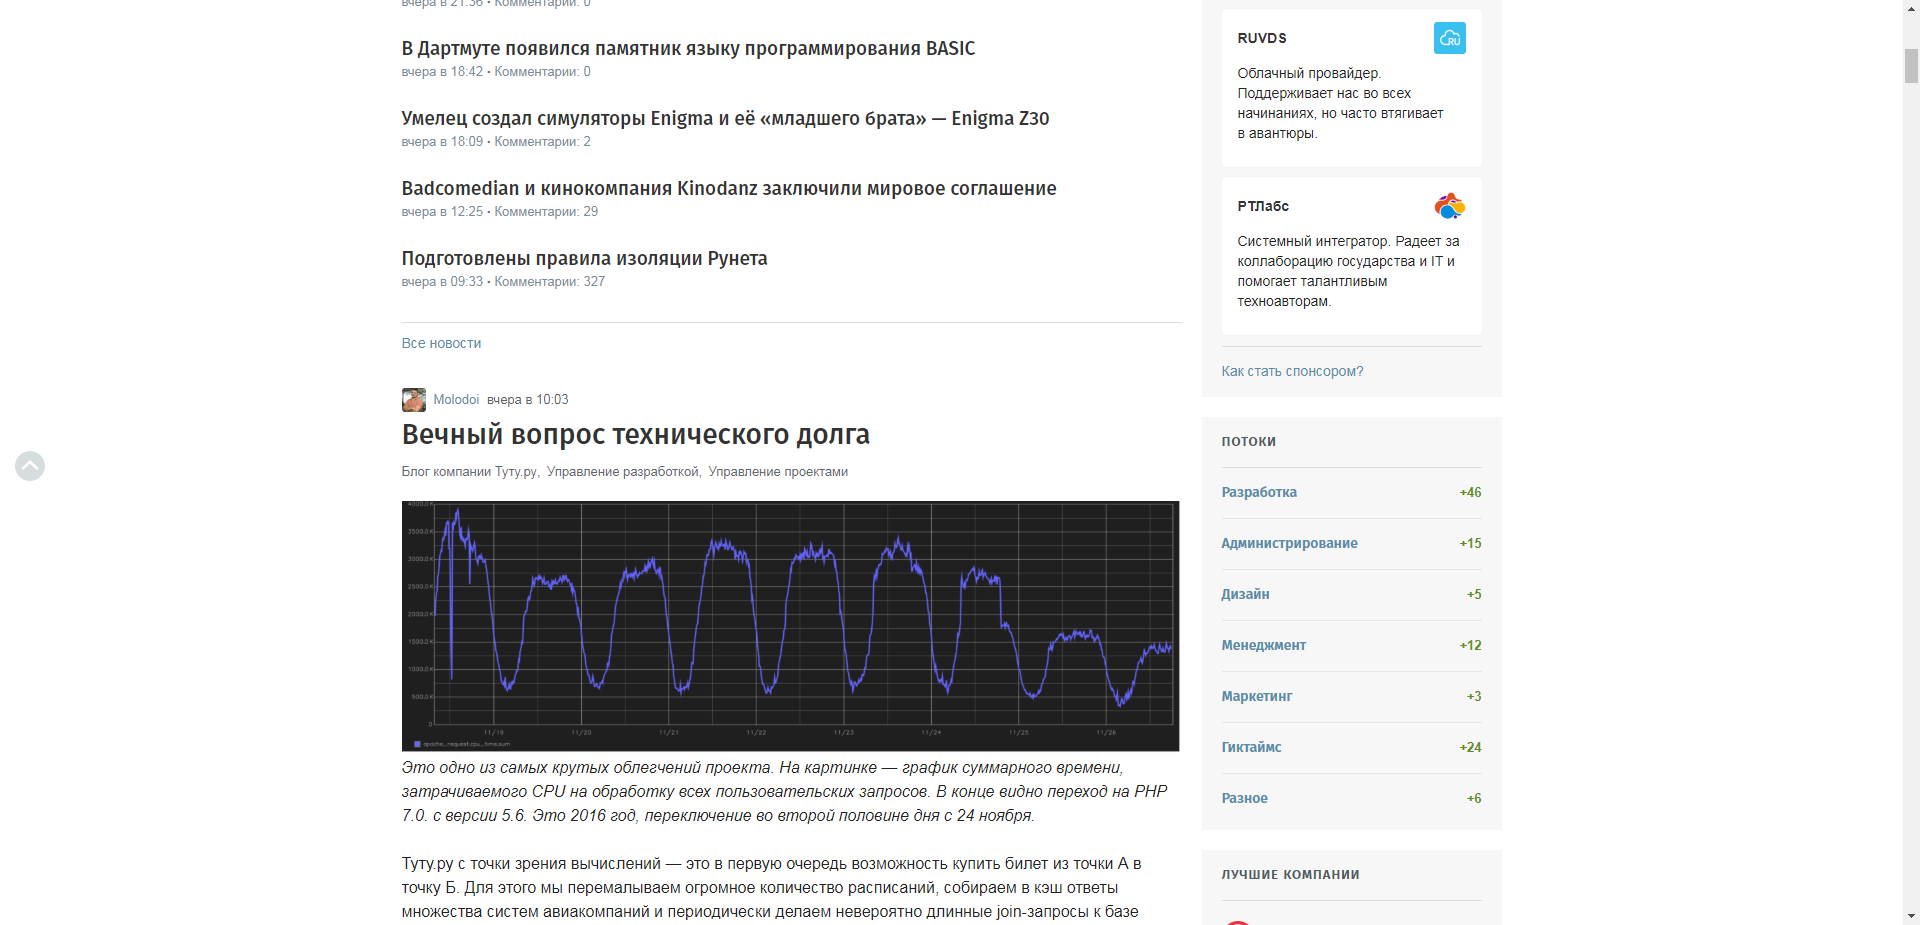 вчера в 21:36 • Комментарии: 0
В Дартмуте появился памятник языку программирования BASIC
вчера в 18:42 • Комментарии: 0
Умелец создал симуляторы Enigma и её «младшего брата» — Enigma Z30
вчера в 18:09 • Комментарии: 2
Badcomedian и кинокомпания Kinodanz заключили мировое соглашение
вчера в 12:25 • Комментарии: 29
Подготовлены правила изоляции Рунета
вчера в 09:33 • Комментарии: 327
Все новости
Molodoi вчера в 10:03
Вечный вопрос технического долга
Блог компании Туту.ру, Управление разработкой, Управление проектами
4000.0 K
3500.0 K
3000.0 K
2500.0 K
2000.0 K
1500.0 K
1000.0 K
500.0 K
0
11/19 11/20 11/21 11/22 11/23 11/24 11/25 11/26
Это одно из самых крутых облегчений проекта. На картинке — график суммарного времени,
затрачиваемого CPU на обработку всех пользовательских запросов. В конце видно переход на PHP
7.0. с версии 5.6. Это 2016 год, переключение во второй половине дня с 24 ноября.
Туту.ру с точки зрения вычислений — это в первую очередь возможность купить билет из точки А в
точку Б. Для этого мы перемалываем огромное количество расписаний, собираем в кэш ответы
множества систем авиакомпаний и периодически делаем невероятно длинные join-запросы к базе
RUVDS
RU
Облачный провайдер.
Поддерживает нас во всех
начинаниях, но часто втягивает
в авантюры.
РТЛабс
Системный интегратор. Радеет за
коллаборацию государства и IT и
помогает талантливым
техноавторам.
Как стать спонсором?
ПОТОКИ
Разработка +46
Администрирование +15
Дизайн +5
Менеджмент +12
Маркетинг +3
Гиктаймс +24
Разное +6
ЛУЧШИЕ КОМПАНИИ